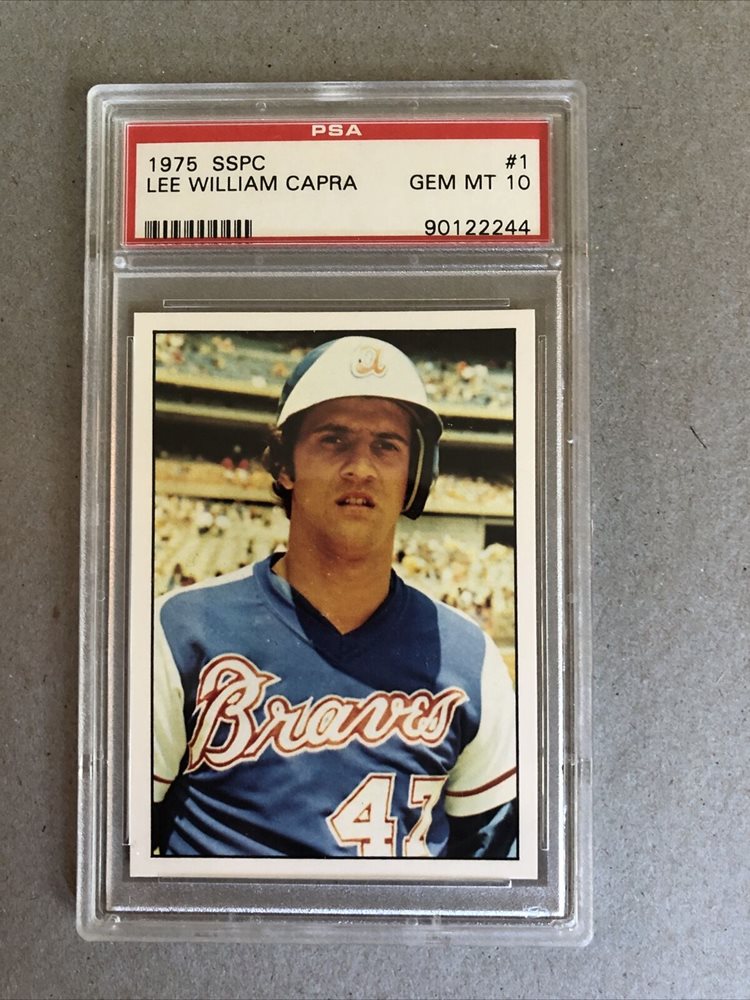 PSA
1975 SSPC #1
LEE WILLIAM CAPRA GEM MT 10
90122244
a
Braves
47